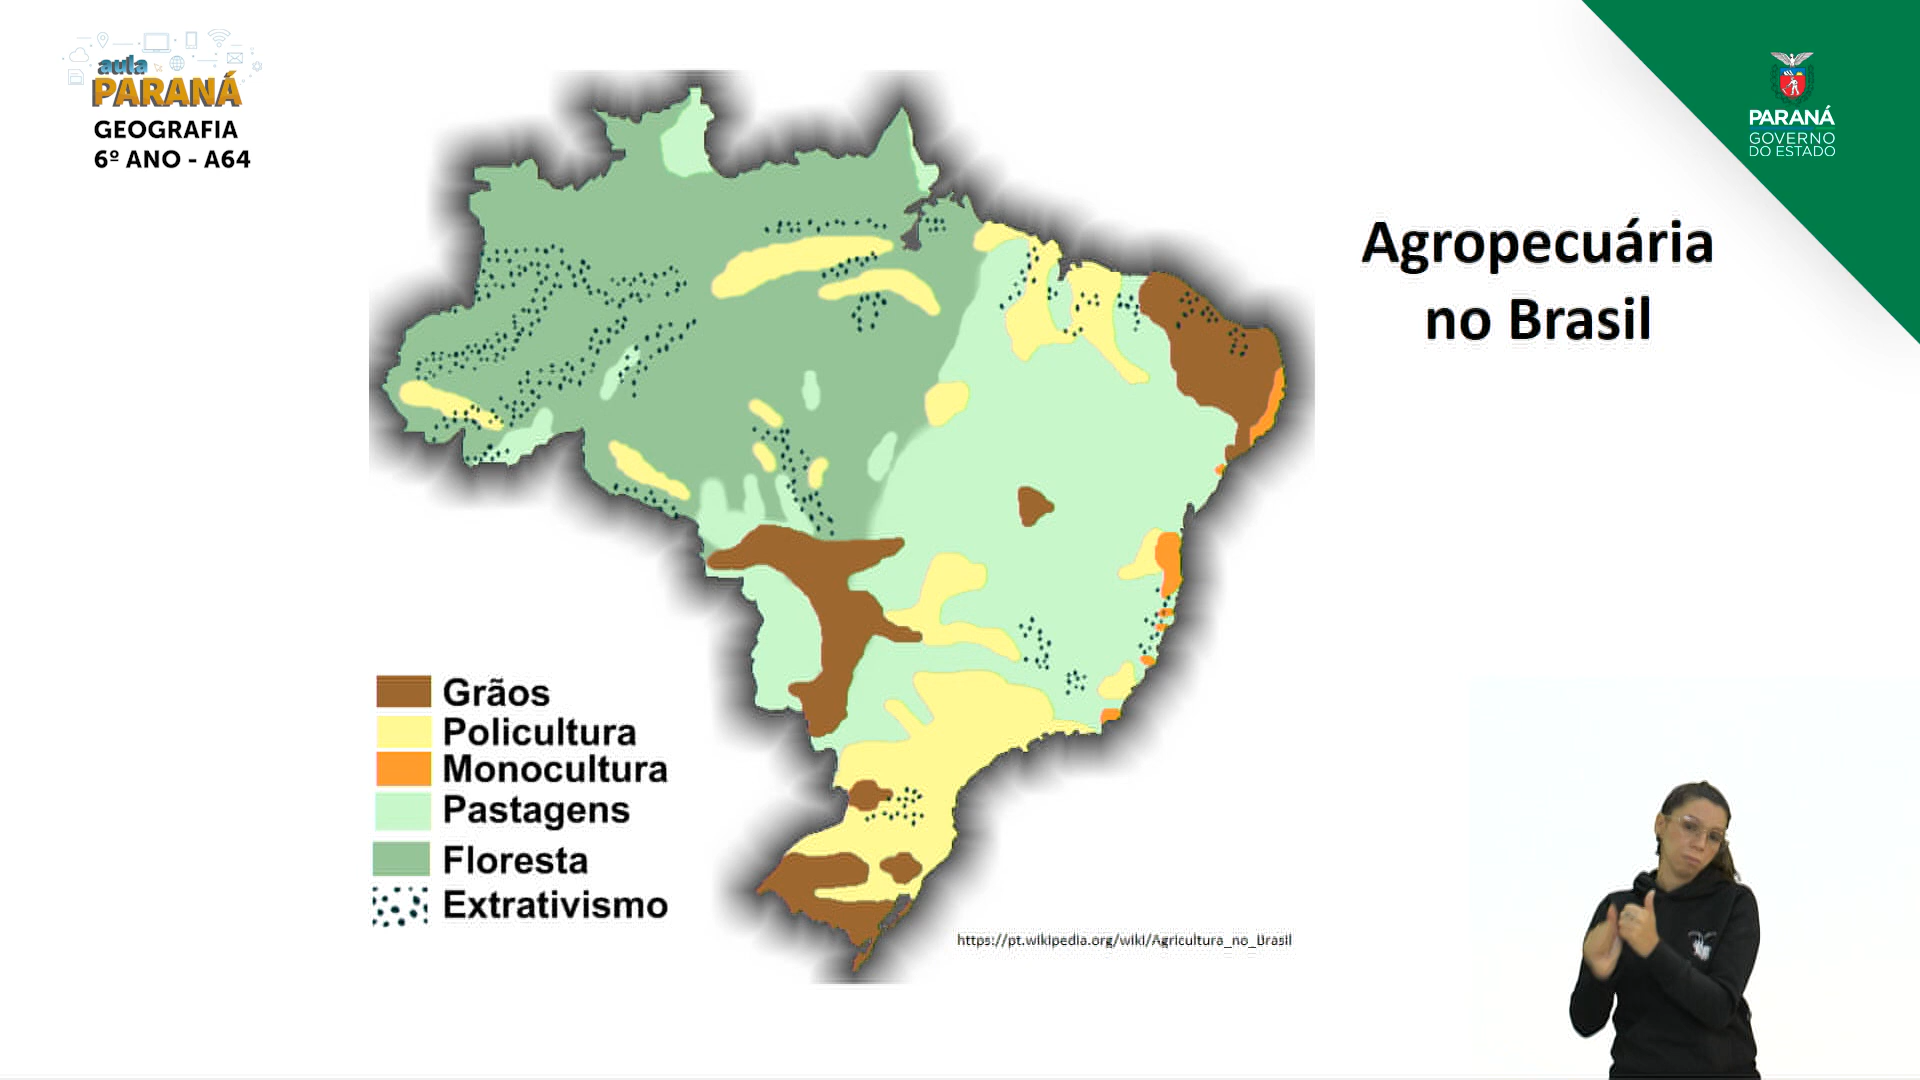 aula
PARANÁ
GEOGRAFIA
6º ANO - A64
PARANÁ
GOVERNO
DO ESTADO
Agropecuária
no Brasil
Grãos
Policultura
Monocultura
Pastagens
Floresta
Extrativismo
https://pt.wikipedia.org/wiki/Agricultura_no_Brasil